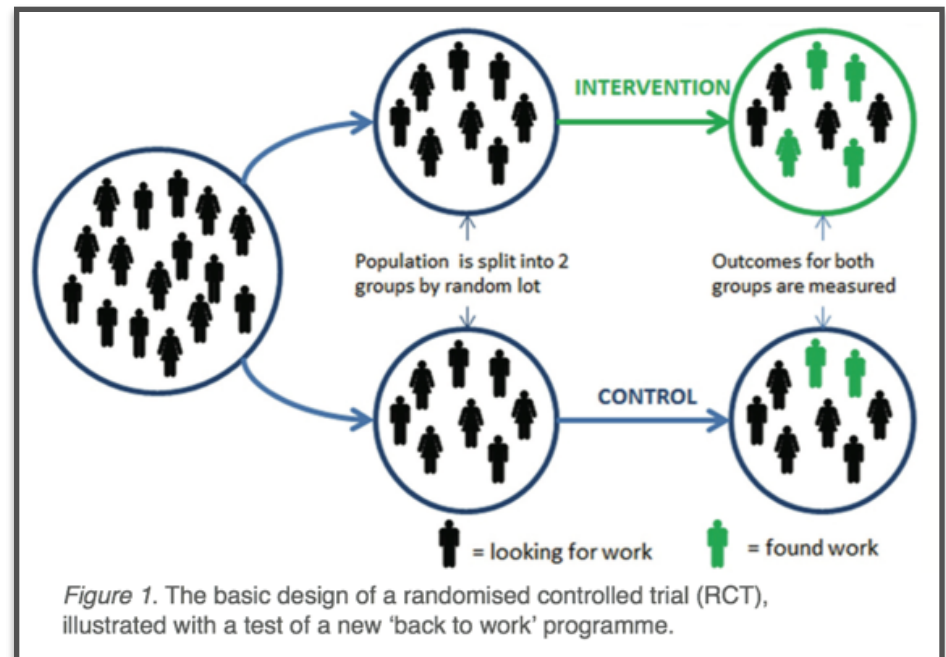 INTERVENTION
Population is split into 2
groups by random lot
Outcomes for both
groups are measured
CONTROL
= looking for work
= found work
Figure 1. The basic design of a randomised controlled trial (RCT),
illustrated with a test of a new ‘back to work’ programme.